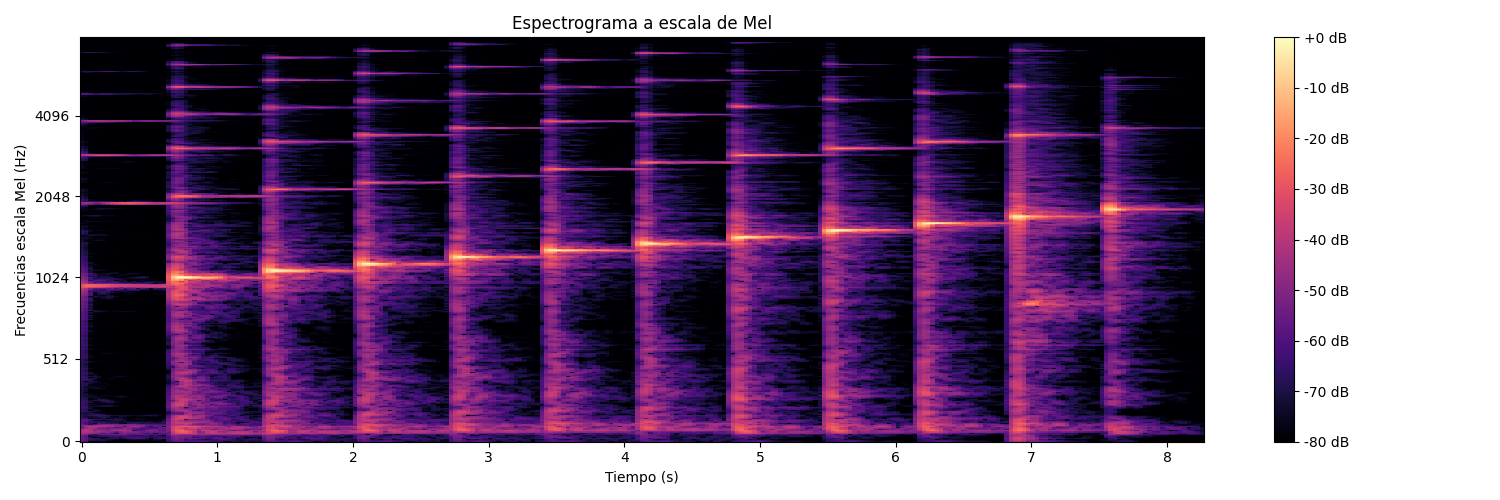 Espectrograma a escala de Mel
Frecuencias escala Mel (Hz)
4096
2048
1024
512
0
0 1 2 3 4 5 6 7 8
Tiempo (s)
+0 dB
-10 dB
-20 dB
-30 dB
-40 dB
-50 dB
-60 dB
-70 dB
-80 dB